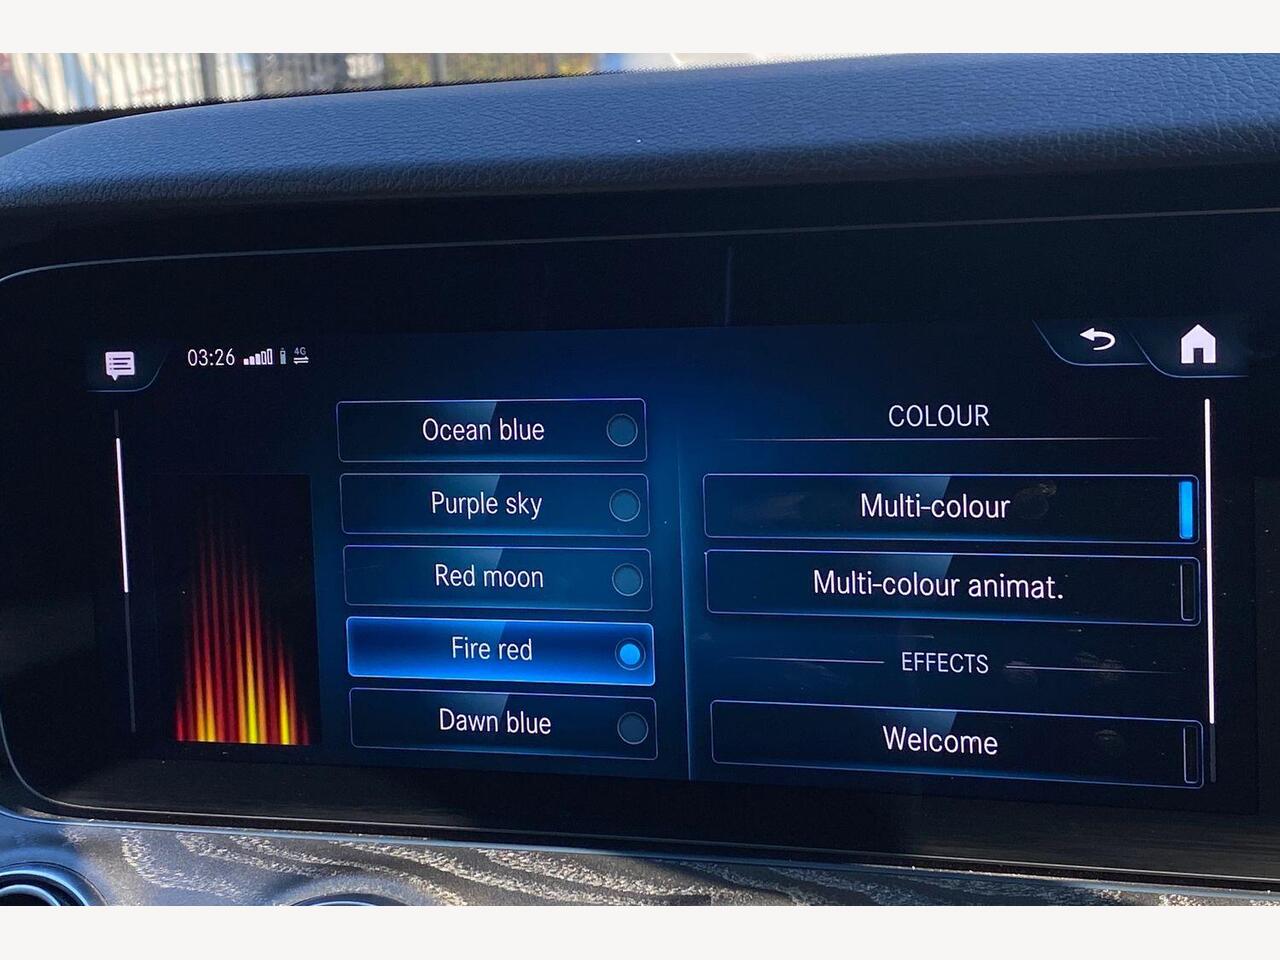 03:26 4G
Ocean blue
Purple sky
Red moon
Fire red
Dawn blue
COLOUR
Multi-colour
Multi-colour animat.
EFFECTS
Welcome